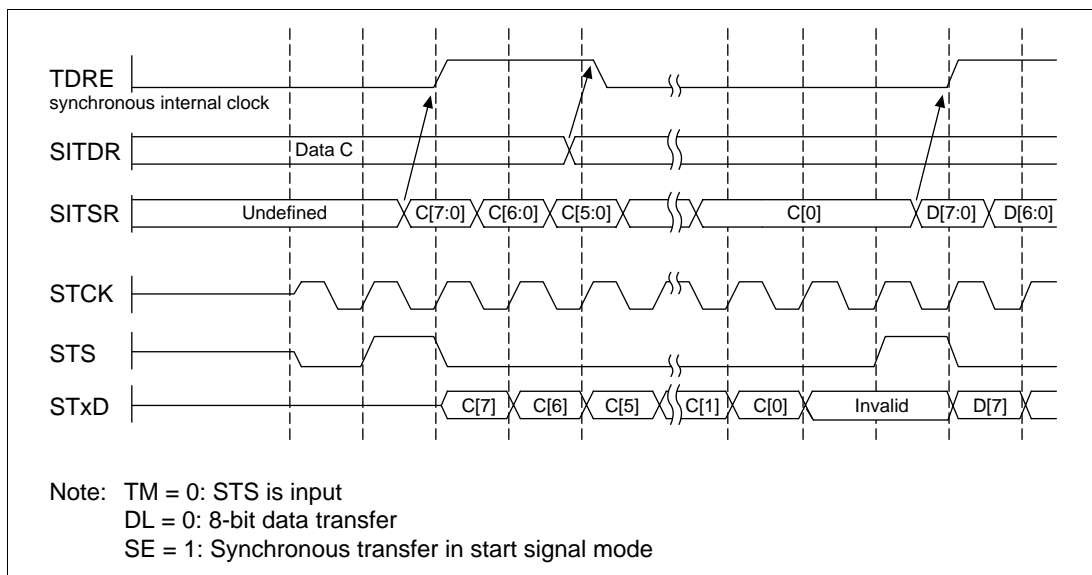 TDRE
synchronous internal clock
SITDR Data C
SITSR Undefined C[7:0] C[6:0] C[5:0] C[0] D[7:0] D[6:0]
STCK
STS
STxD C[7] C[6] C[5] C[1] C[0] Invalid D[7]
Note: TM = 0: STS is input
DL = 0: 8-bit data transfer
SE = 1: Synchronous transfer in start signal mode